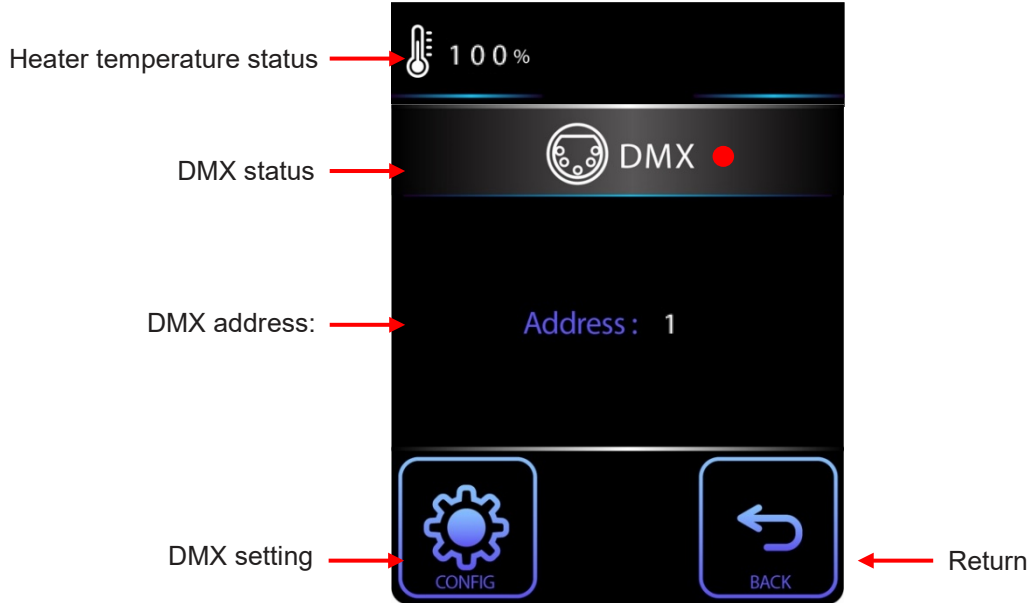 Heater temperature status
100%
DMX status
DMX
DMX address:
Address: 1
DMX setting
CONFIG
BACK
Return